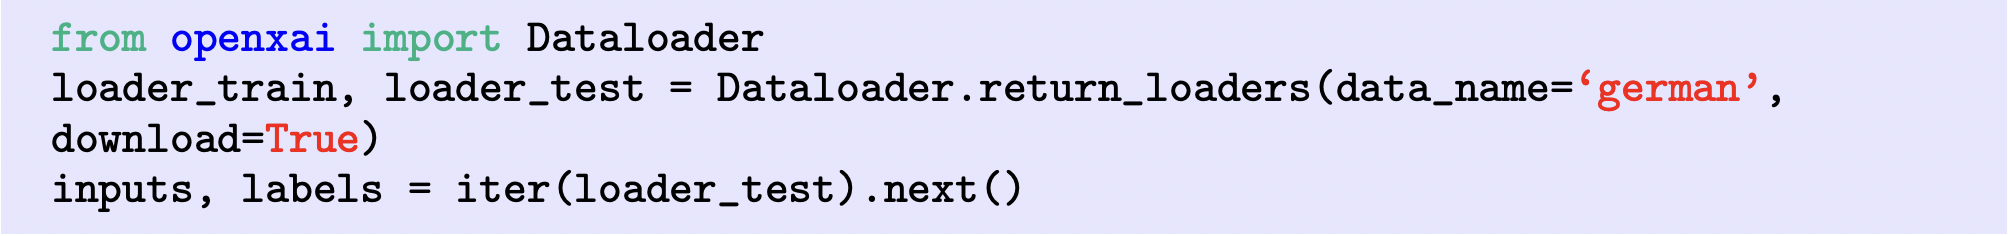 from openxai import Dataloader
loader_train, loader_test = Dataloader.return_loaders(data_name=‘german’,
download=True)
inputs, labels = iter(loader_test).next()